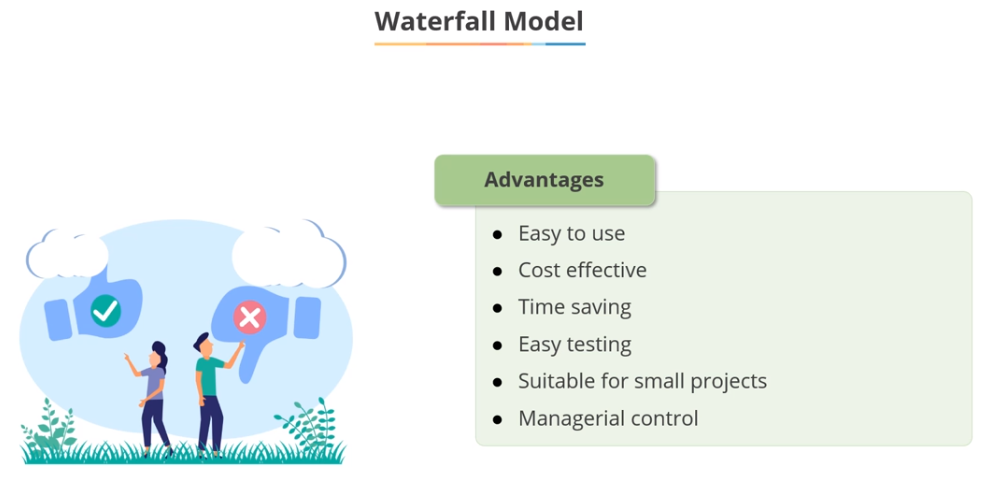 Waterfall Model
Advantages
● Easy to use
● Cost effective
● Time saving
● Easy testing
● Suitable for small projects
● Managerial control